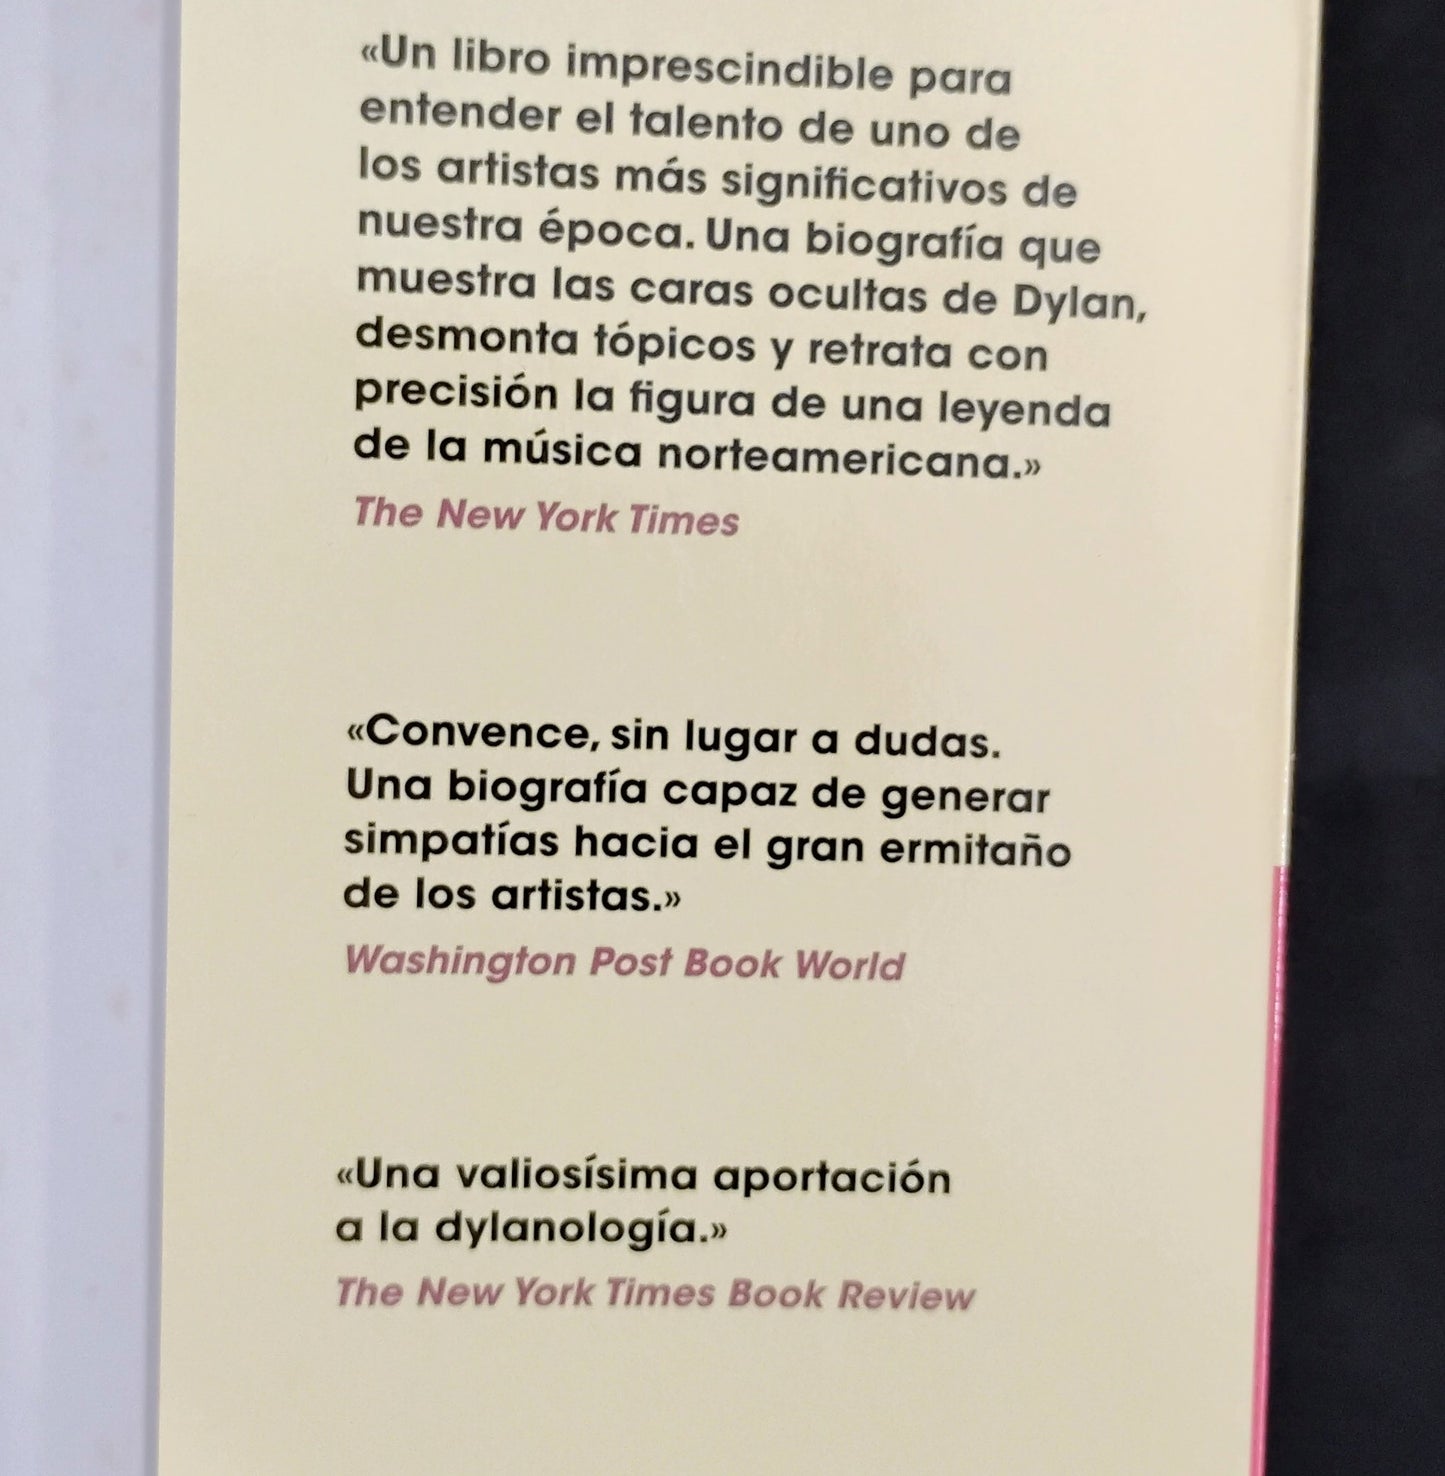 «Un libro imprescindible para
entender el talento de uno de
los artistas más significativos de
nuestra época. Una biografía que
muestra las caras ocultas de Dylan,
desmonta tópicos y retrata con
precisión la figura de una leyenda
de la música norteamericana.»
The New York Times
«Convence, sin lugar a dudas.
Una biografía capaz de generar
simpatías hacia el gran ermitaño
de los artistas.»
Washington Post Book World
«Una valiosísima aportación
a la dylanología.»
The New York Times Book Review